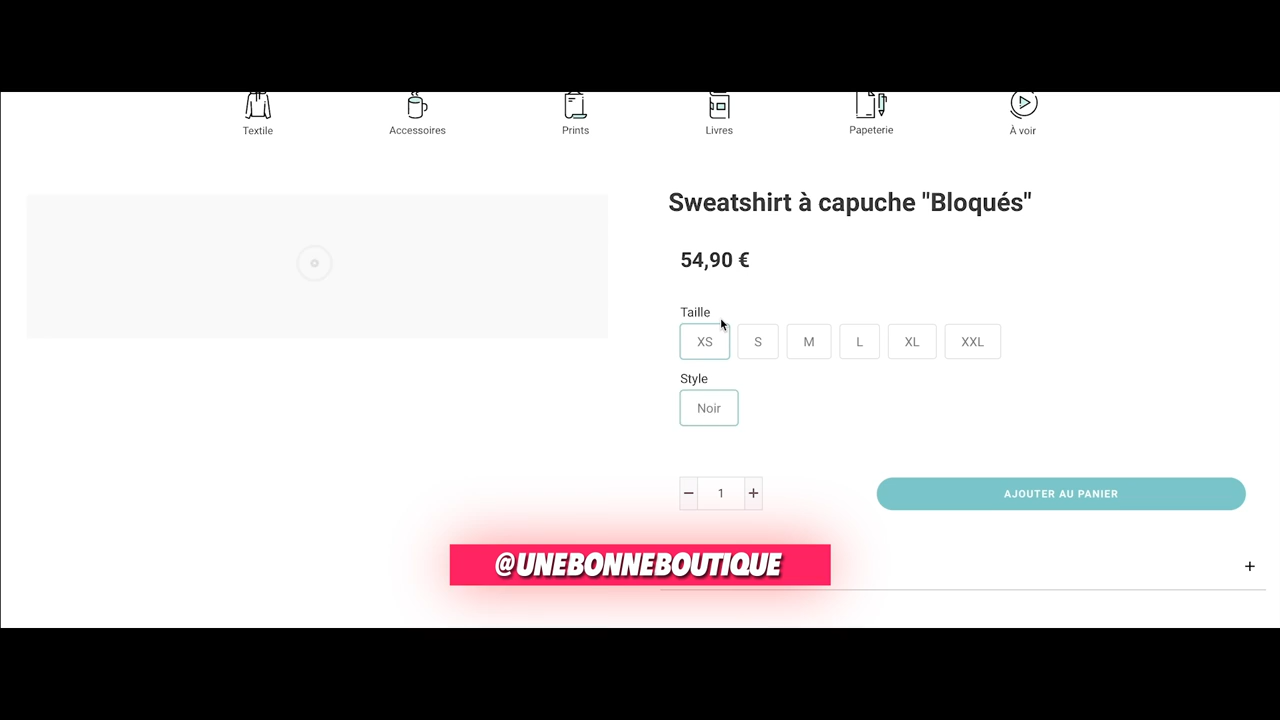 Textile
Accessoires
Prints
Livres
Papeterie
À voir
Sweatshirt à capuche "Bloqués"
54,90 €
Taille
XS S M L XL XXL
Style
Noir
− 1 +
AJOUTER AU PANIER
@UNEBONNEBOUTIQUE
+